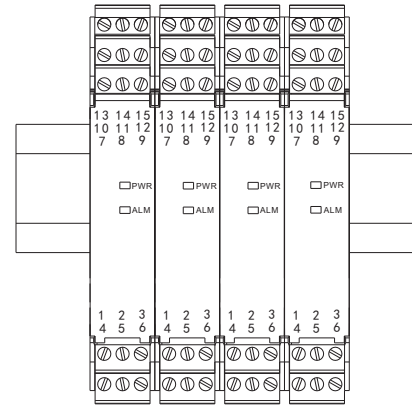 13 14 15 13 14 15 13 14 15 13 14 15
10 11 12 10 11 12 10 11 12 10 11 12
7 8 9 7 8 9 7 8 9 7 8 9
PWR PWR PWR PWR
ALM ALM ALM ALM
1 2 3 1 2 3 1 2 3 1 2 3
4 5 6 4 5 6 4 5 6 4 5 6